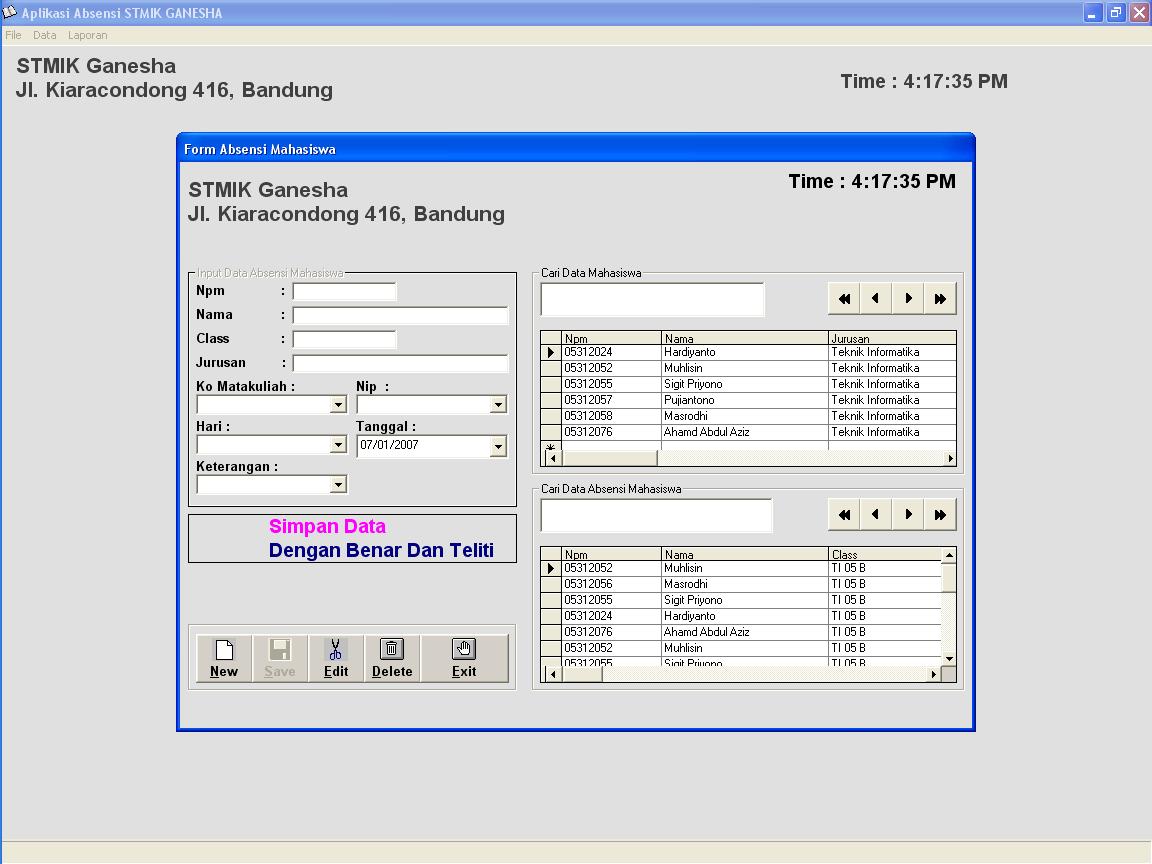 Aplikasi Absensi STMIK GANESHA
File Data Laporan
STMIK Ganesha
Jl. Kiaracondong 416, Bandung
Time : 4:17:35 PM
Form Absensi Mahasiswa
STMIK Ganesha
Jl. Kiaracondong 416, Bandung
Time : 4:17:35 PM
Input Data Absensi Mahasiswa
Npm :
Nama :
Class :
Jurusan :
Ko Matakuliah : Nip :
Hari : Tanggal :
07/01/2007
Keterangan :
Simpan Data
Dengan Benar Dan Teliti
New Save Edit Delete Exit
Cari Data Mahasiswa
Npm Nama Jurusan
05312024 Hardiyanto Teknik Informatika
05312052 Muhlisin Teknik Informatika
05312055 Sigit Priyono Teknik Informatika
05312057 Pujiantono Teknik Informatika
05312058 Masrodhi Teknik Informatika
05312076 Ahamd Abdul Aziz Teknik Informatika
Cari Data Absensi Mahasiswa
Npm Nama Class
05312052 Muhlisin TI 05 B
05312056 Masrodhi TI 05 B
05312055 Sigit Priyono TI 05 B
05312024 Hardiyanto TI 05 B
05312076 Ahamd Abdul Aziz TI 05 B
05312052 Muhlisin TI 05 B
05312055 Sigit Priyono TI 05 B